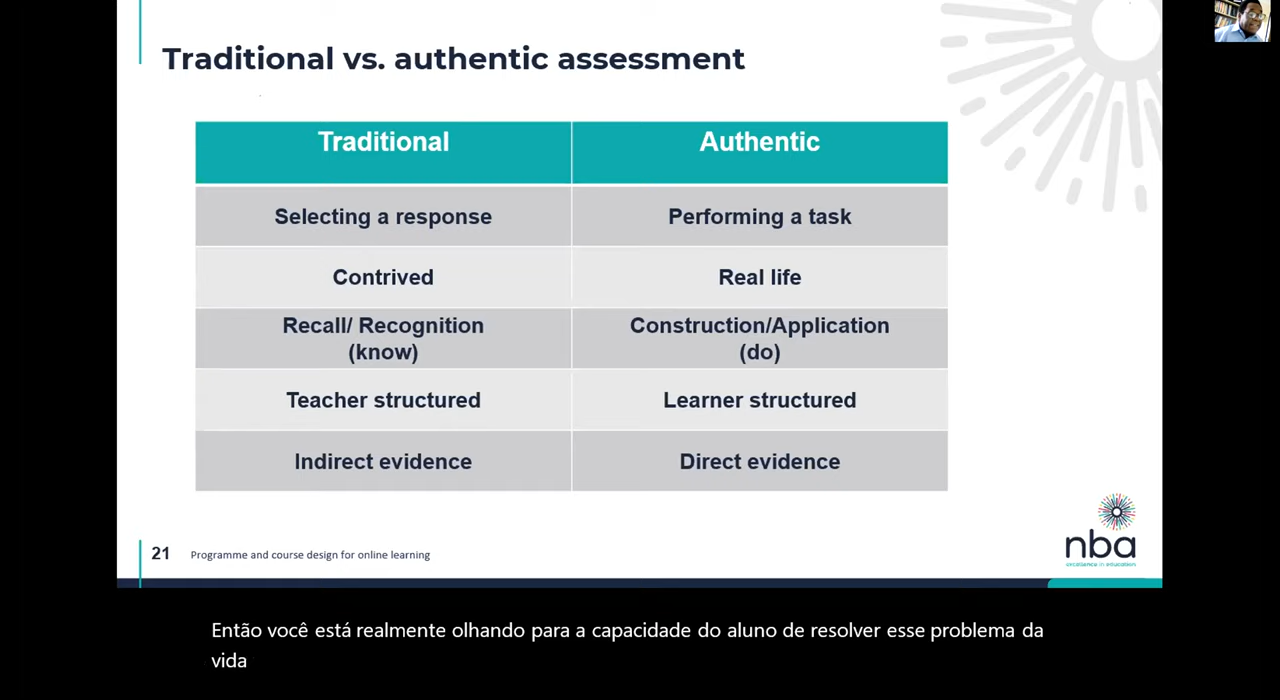 Traditional vs. authentic assessment
Traditional
Authentic
Selecting a response
Performing a task
Contrived
Real life
Recall/ Recognition
(know)
Construction/Application
(do)
Teacher structured
Learner structured
Indirect evidence
Direct evidence
21
Programme and course design for online learning
nba
excellence in education
Então você está realmente olhando para a capacidade do aluno de resolver esse problema da
vida